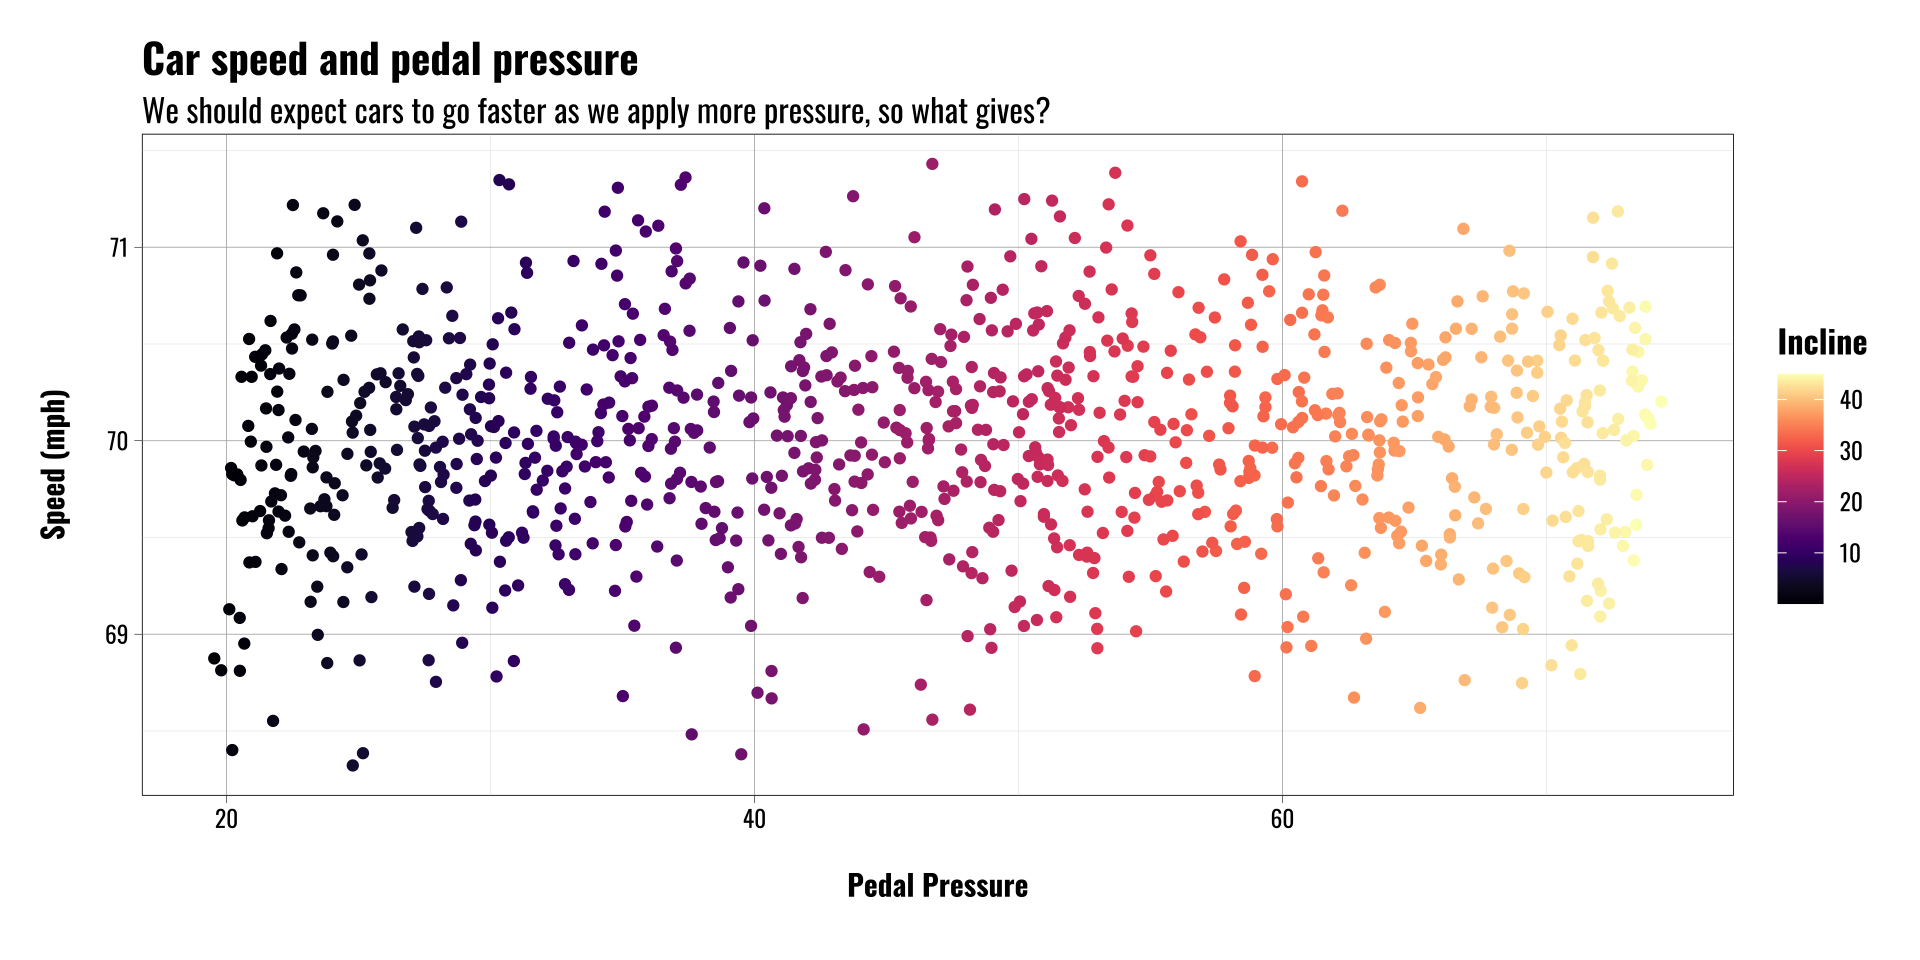 Car speed and pedal pressure
We should expect cars to go faster as we apply more pressure, so what gives?
Speed (mph)
71
70
69
20 40 60
Pedal Pressure
Incline
40
30
20
10